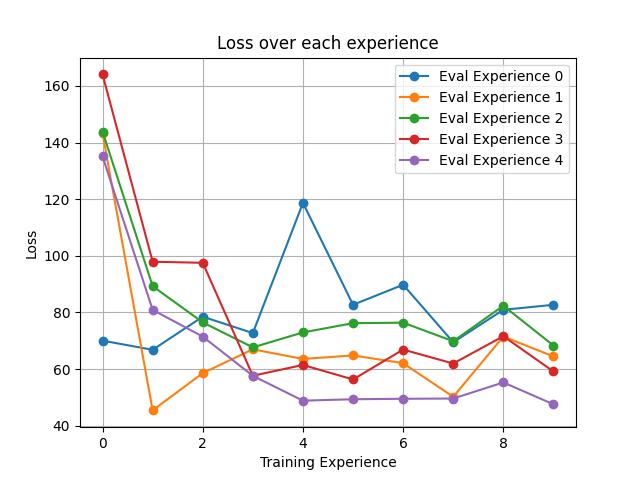 Loss over each experience
Eval Experience 0
Eval Experience 1
Eval Experience 2
Eval Experience 3
Eval Experience 4
Loss
160
140
120
100
80
60
40
0 2 4 6 8
Training Experience